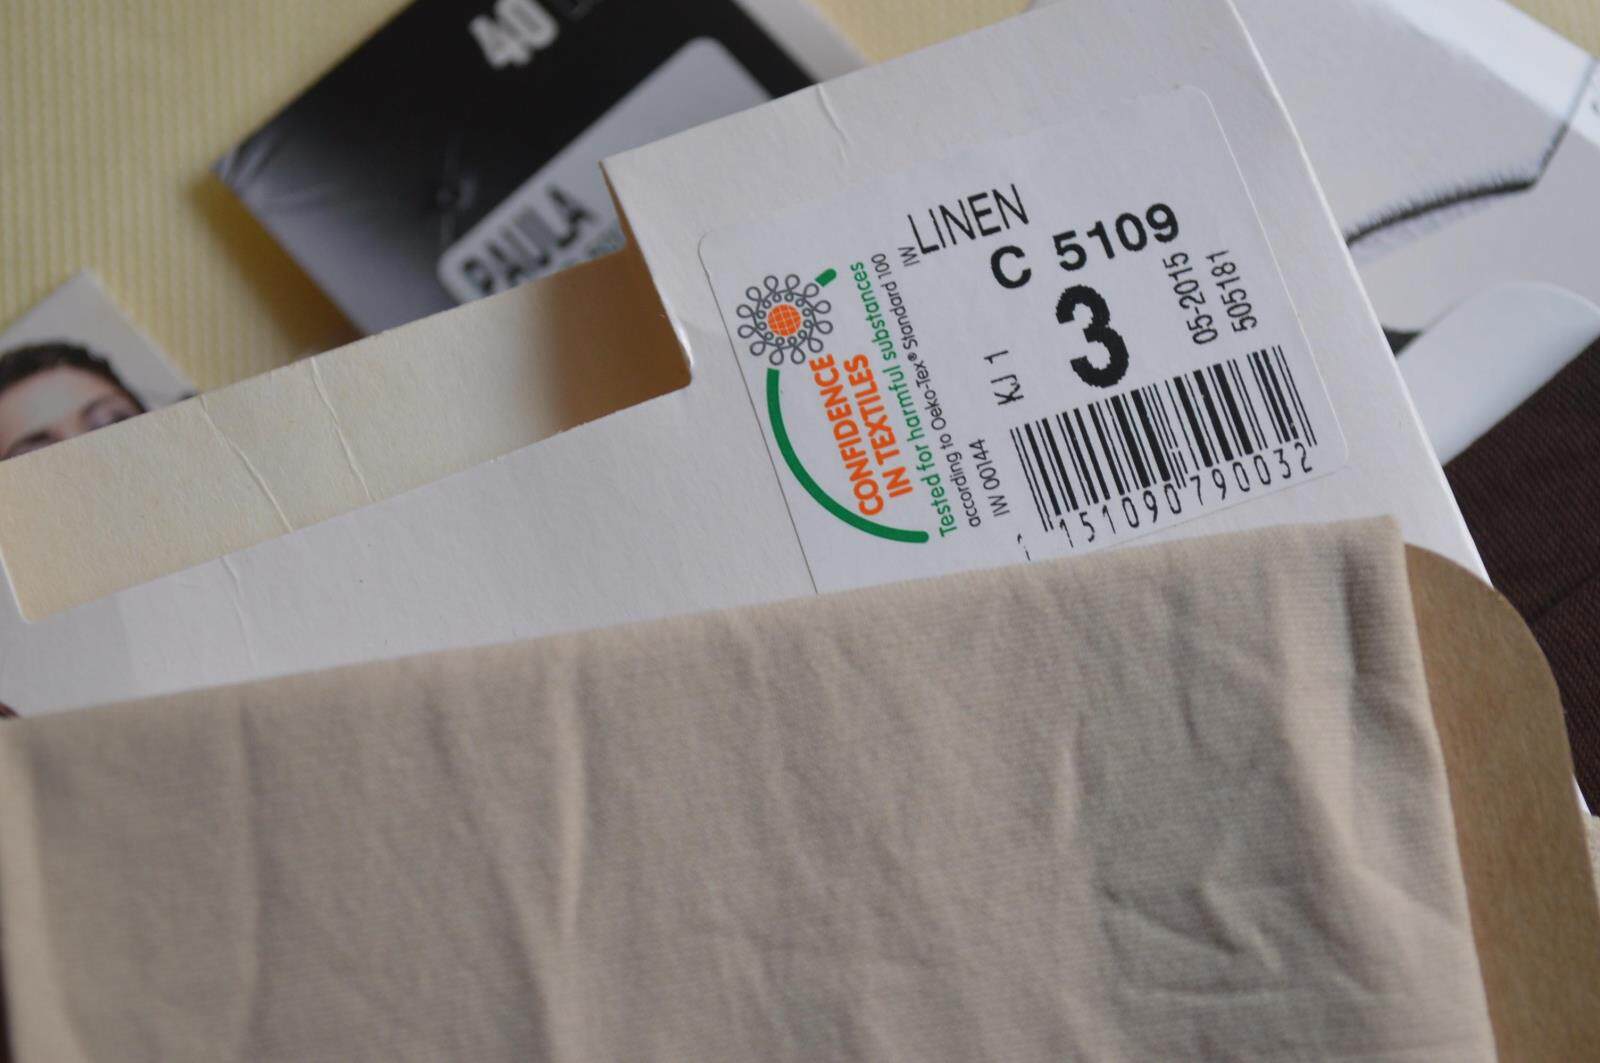 40
PAULA
CONFIDENCE
IN TEXTILES
Tested for harmful substances
according to Oeko-Tex® Standard 100
IW 00144
IW
LINEN
C 5109
KJ 1
3
05-2015
505181
151090790032